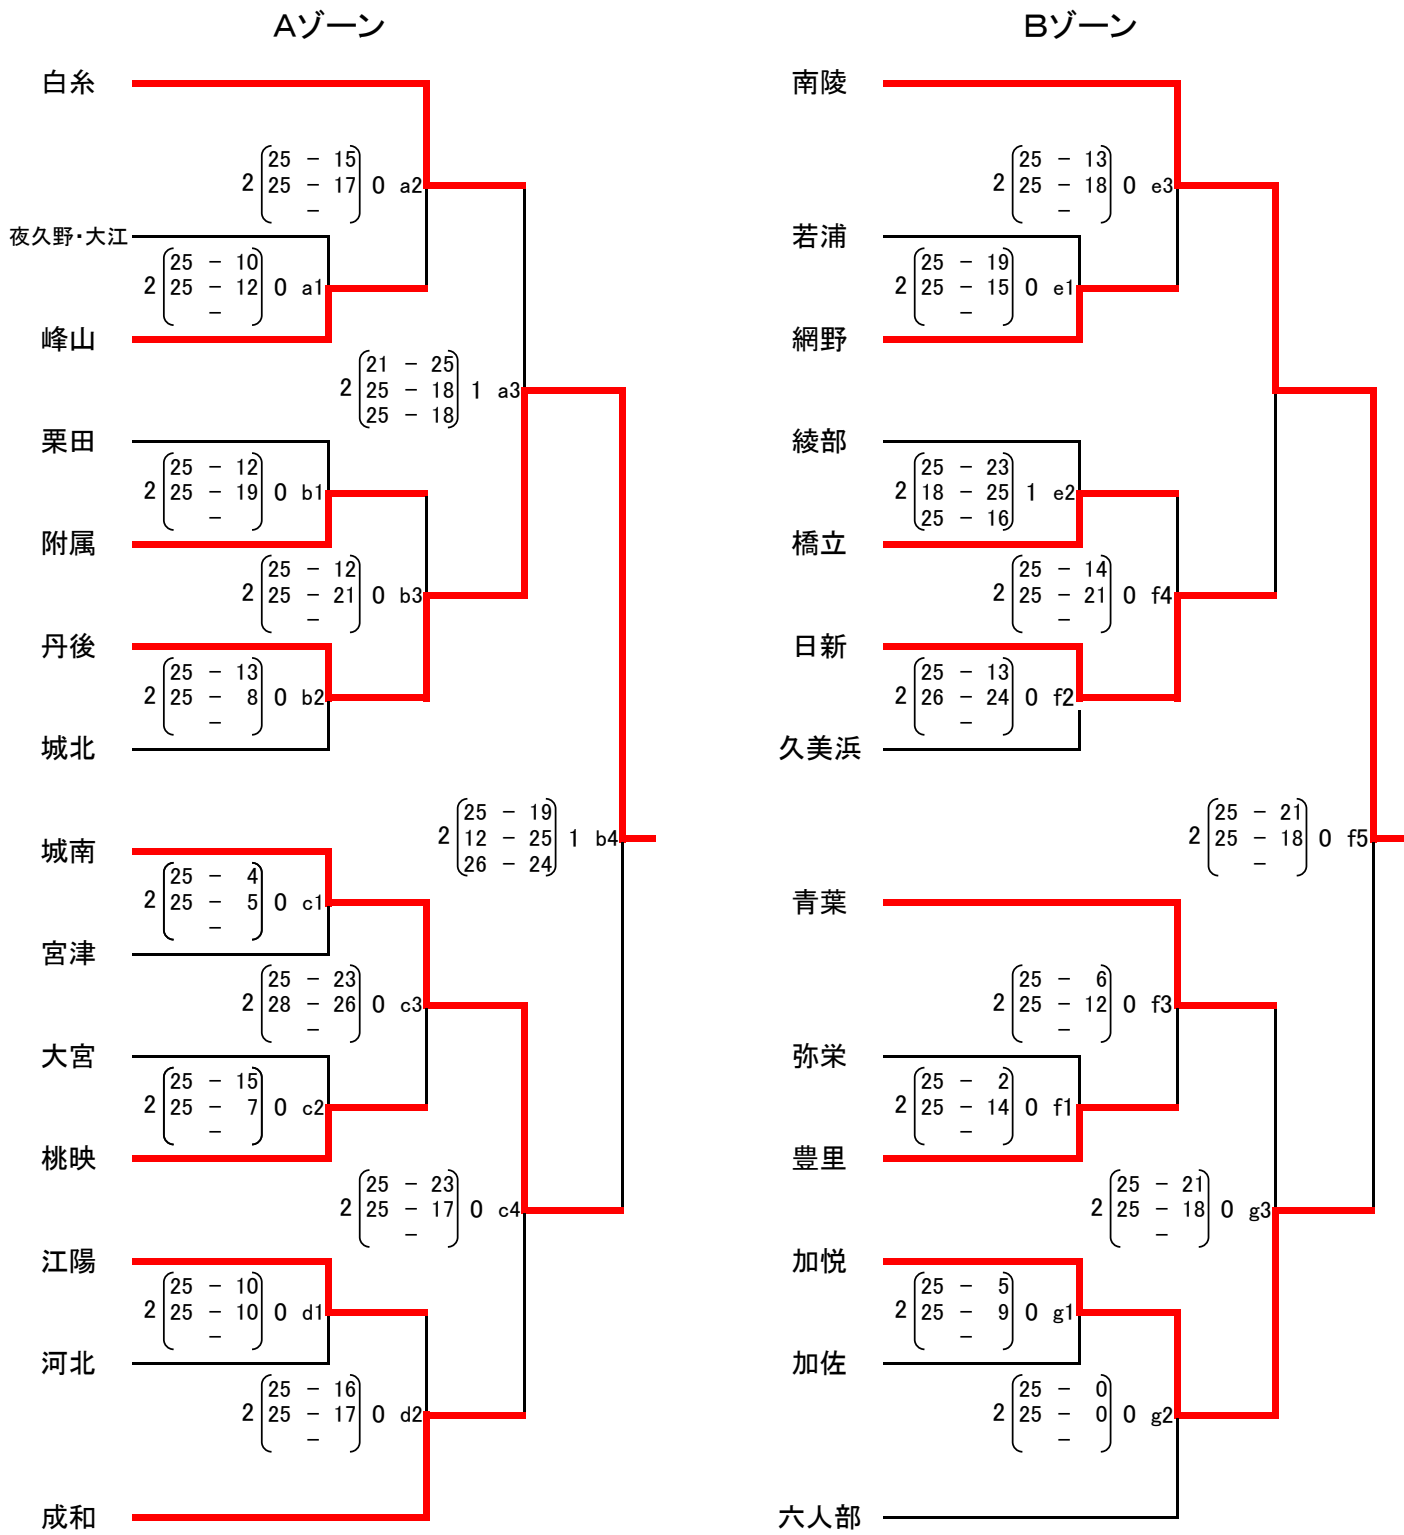 Aゾーン
白糸
25 - 15
2 25 - 17 0 a2
-
夜久野・大江
25 - 10
2 25 - 12 0 a1
-
峰山
21 - 25
2 25 - 18 1 a3
25 - 18
栗田
25 - 12
2 25 - 19 0 b1
-
附属
25 - 12
2 25 - 21 0 b3
-
丹後
25 - 13
2 25 - 8 0 b2
-
城北
25 - 19
2 12 - 25 1 b4
26 - 24
城南
25 - 4
2 25 - 5 0 c1
-
宮津
25 - 23
2 28 - 26 0 c3
-
大宮
25 - 15
2 25 - 7 0 c2
-
桃映
25 - 23
2 25 - 17 0 c4
-
江陽
25 - 10
2 25 - 10 0 d1
-
河北
25 - 16
2 25 - 17 0 d2
-
成和
Bゾーン
南陵
25 - 13
2 25 - 18 0 e3
-
若浦
25 - 19
2 25 - 15 0 e1
-
網野
綾部
25 - 23
2 18 - 25 1 e2
25 - 16
橋立
25 - 14
2 25 - 21 0 f4
-
日新
25 - 13
2 26 - 24 0 f2
-
久美浜
25 - 21
2 25 - 18 0 f5
-
青葉
25 - 6
2 25 - 12 0 f3
-
弥栄
25 - 2
2 25 - 14 0 f1
-
豊里
25 - 21
2 25 - 18 0 g3
-
加悦
25 - 5
2 25 - 9 0 g1
-
加佐
25 - 0
2 25 - 0 0 g2
-
六人部